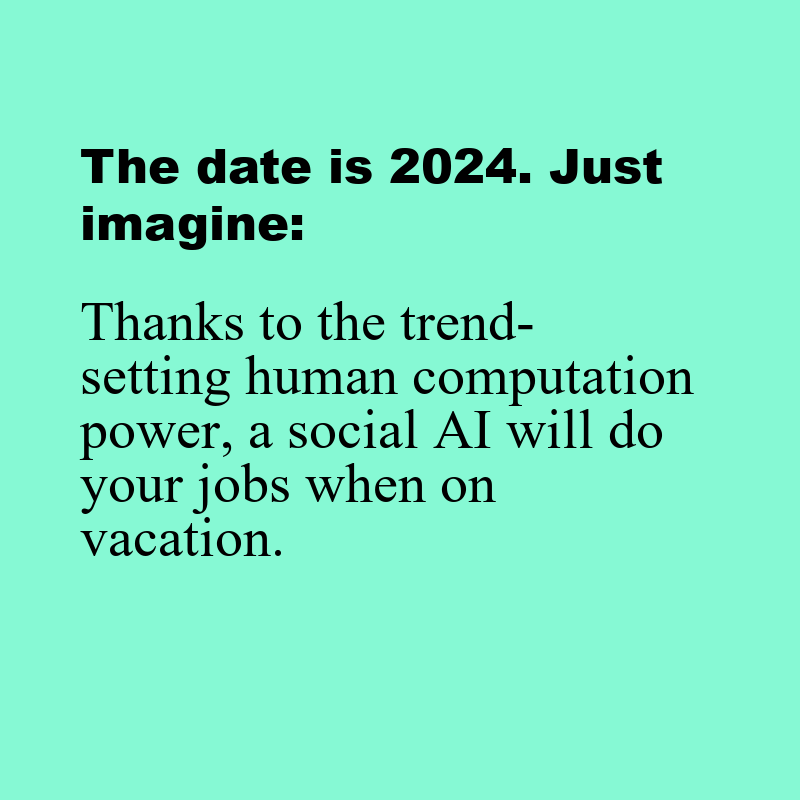 The date is 2024. Just
imagine:
Thanks to the trend-
setting human computation
power, a social AI will do
your jobs when on
vacation.